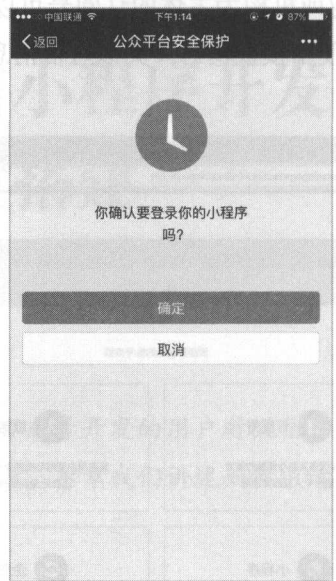 中国联通 下午1:14 87%
返回 公众平台安全保护
你确认要登录你的小程序
吗?
确定
取消